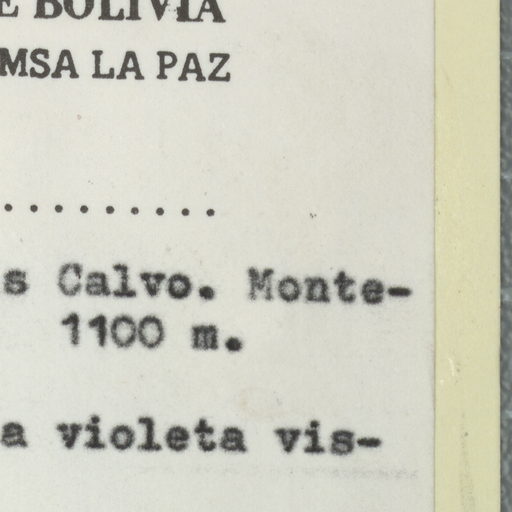 E BOLIVIA
MSA LA PAZ
..........
s Calvo. Monte-
1100 m.
a violeta vis-